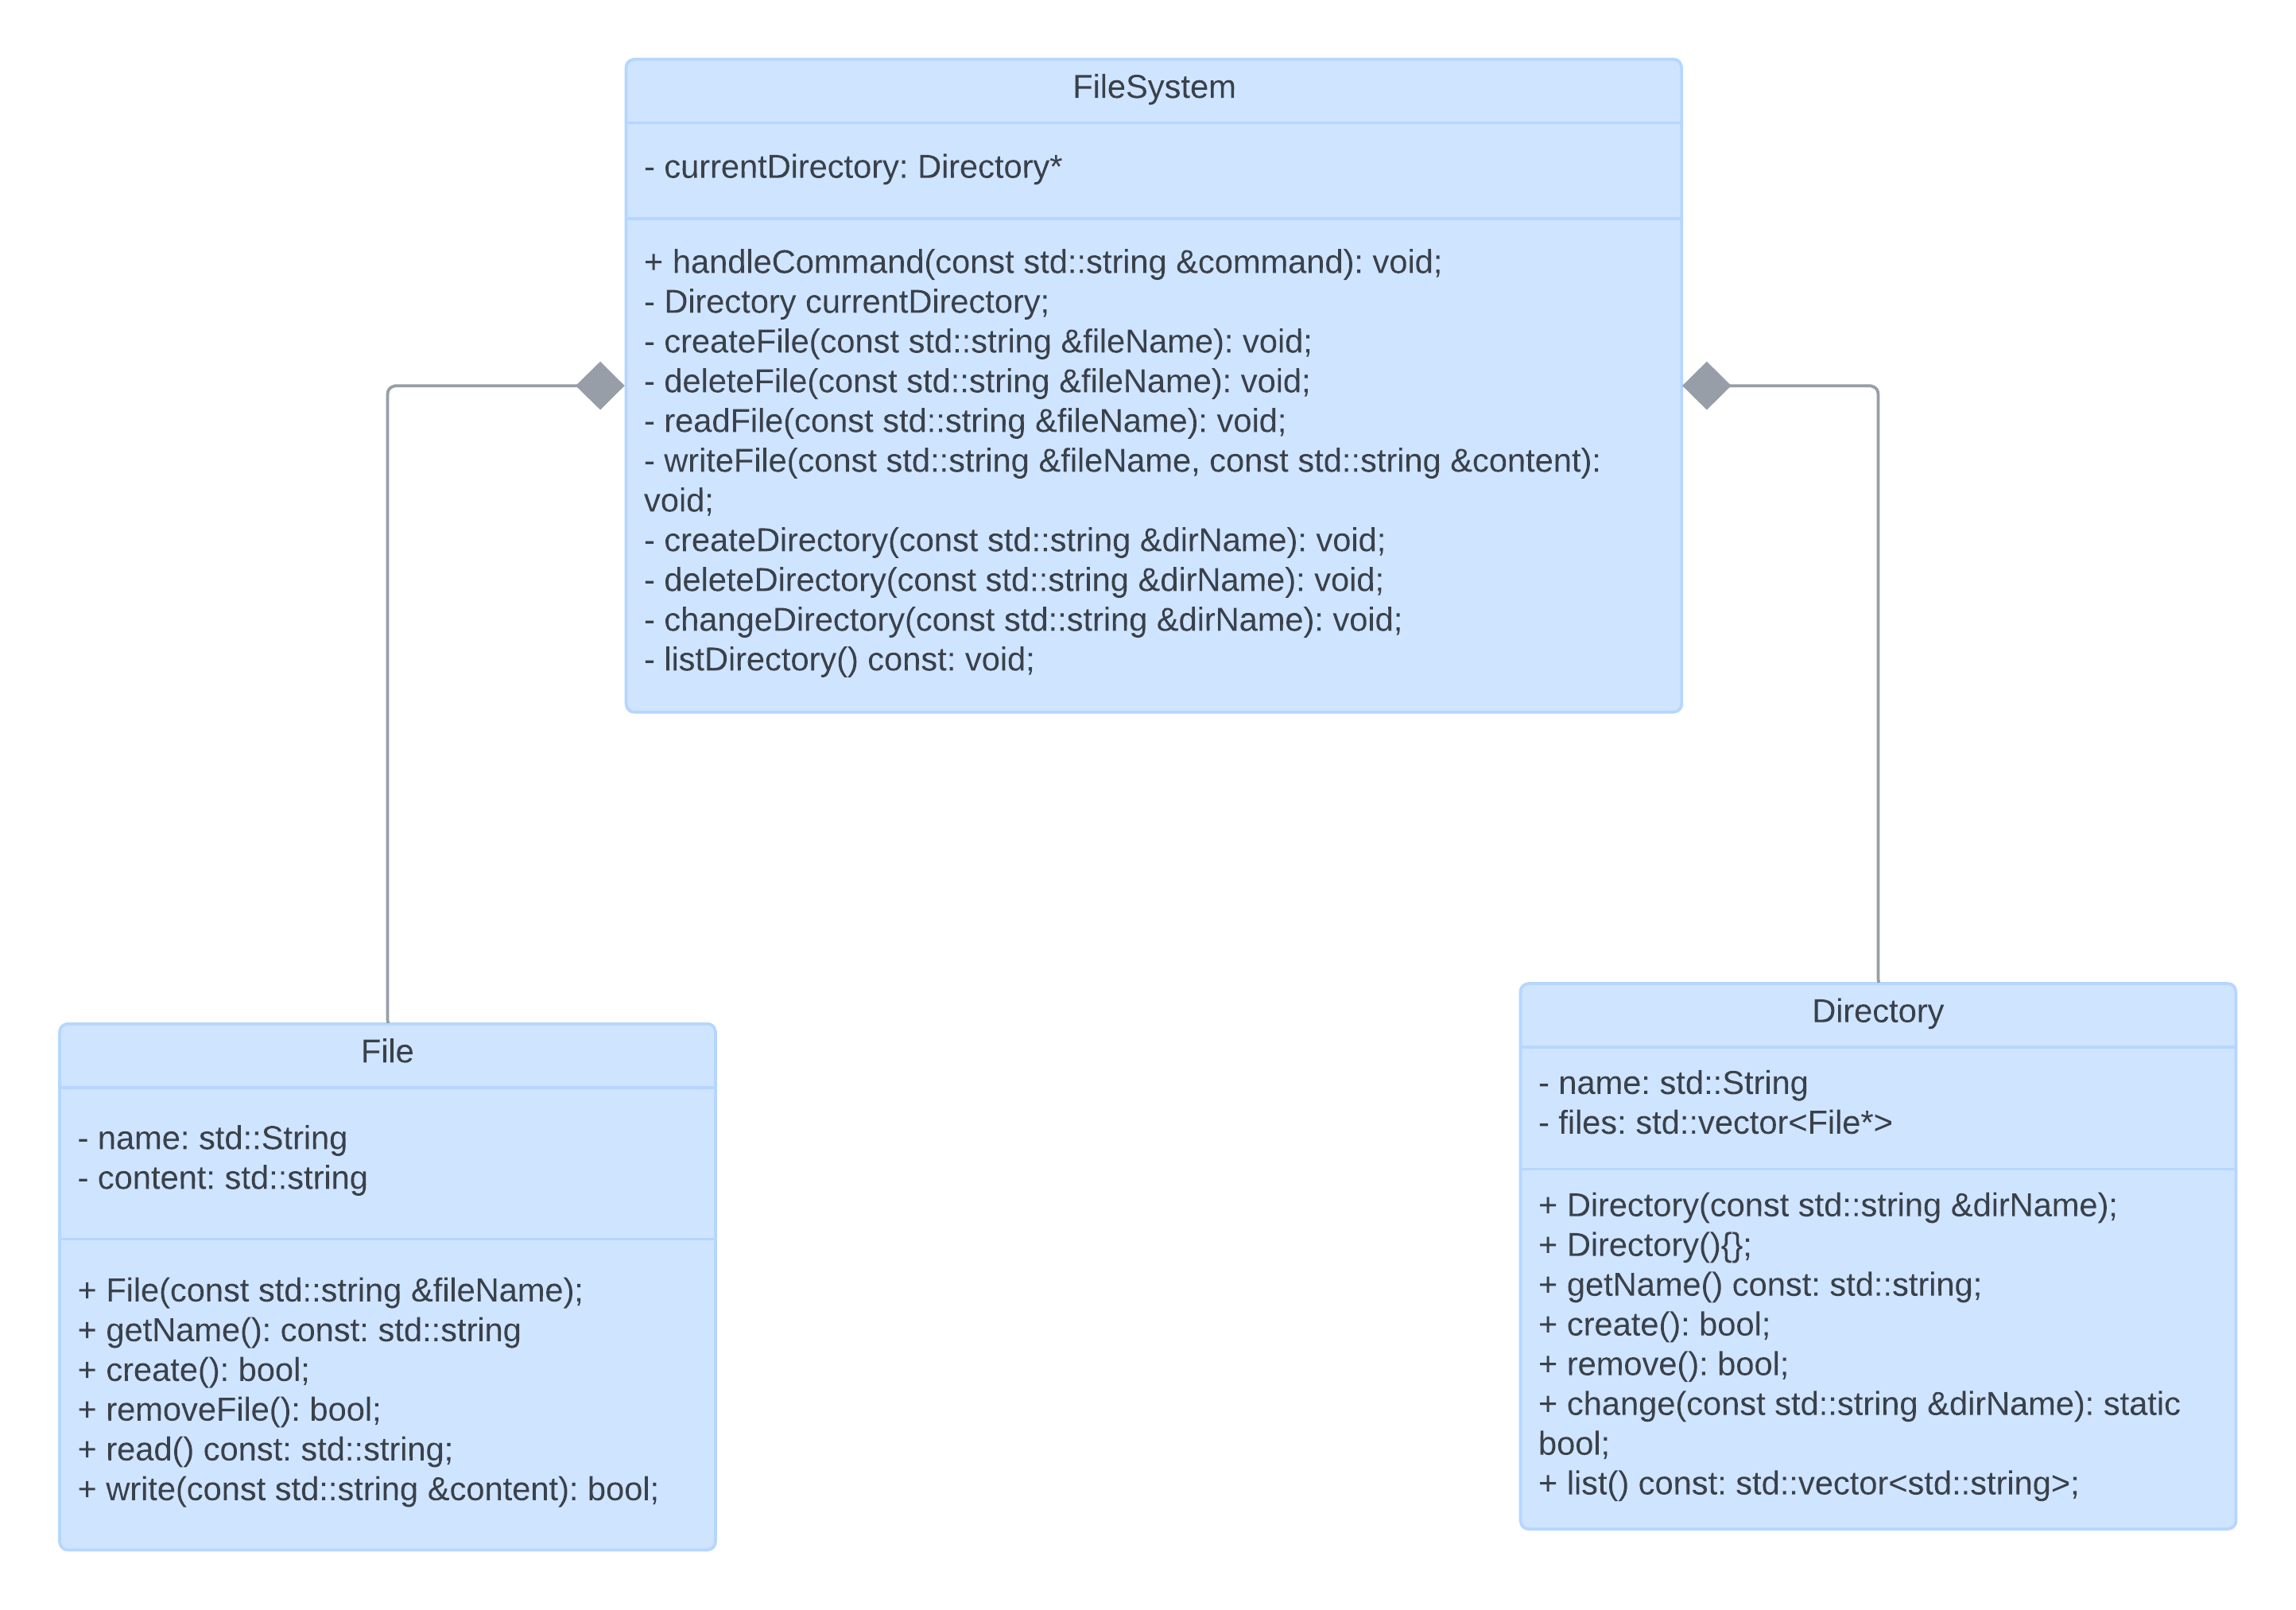 FileSystem
- currentDirectory: Directory*
+ handleCommand(const std::string &command): void;
- Directory currentDirectory;
- createFile(const std::string &fileName): void;
- deleteFile(const std::string &fileName): void;
- readFile(const std::string &fileName): void;
- writeFile(const std::string &fileName, const std::string &content):
void;
- createDirectory(const std::string &dirName): void;
- deleteDirectory(const std::string &dirName): void;
- changeDirectory(const std::string &dirName): void;
- listDirectory() const: void;
File
- name: std::String
- content: std::string
+ File(const std::string &fileName);
+ getName(): const: std::string
+ create(): bool;
+ removeFile(): bool;
+ read() const: std::string;
+ write(const std::string &content): bool;
Directory
- name: std::String
- files: std::vector<File*>
+ Directory(const std::string &dirName);
+ Directory(){};
+ getName() const: std::string;
+ create(): bool;
+ remove(): bool;
+ change(const std::string &dirName): static
bool;
+ list() const: std::vector<std::string>;